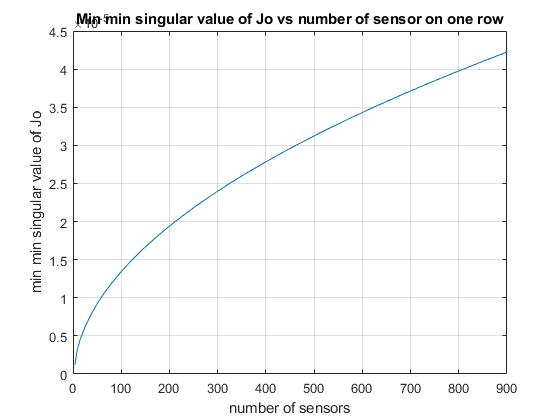 Min min singular value of Jo vs number of sensor on one row
4.5
4
3.5
3
2.5
2
1.5
1
0.5
0
min min singular value of Jo
0 100 200 300 400 500 600 700 800 900
number of sensors